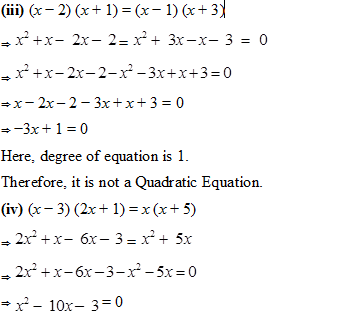 (iii) (x – 2) (x + 1) = (x – 1) (x + 3)
⇒ x² + x – 2x – 2 = x² + 3x – x – 3 = 0
⇒ x² + x – 2x – 2 – x² – 3x + x + 3 = 0
⇒ x – 2x – 2 – 3x + x + 3 = 0
⇒ –3x + 1 = 0
Here, degree of equation is 1.
Therefore, it is not a Quadratic Equation.
(iv) (x – 3) (2x + 1) = x (x + 5)
⇒ 2x² + x – 6x – 3 = x² + 5x
⇒ 2x² + x – 6x – 3 – x² – 5x = 0
⇒ x² – 10x – 3 = 0